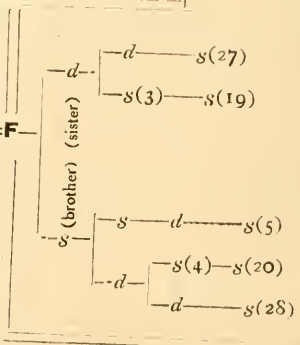 d d s(27)
d
s(3) s(19)
=F
(brother) (sister)
s d s(5)
s
s(4) s(20)
d
d s(28)